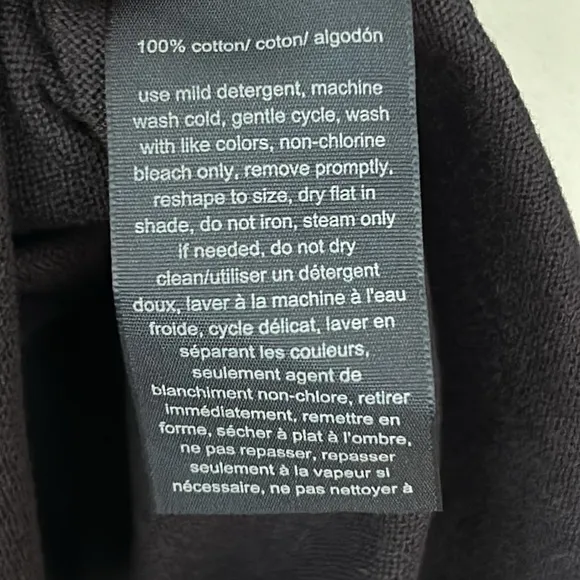 100% cotton/ coton/ algodón
use mild detergent, machine
wash cold, gentle cycle, wash
with like colors, non-chlorine
bleach only, remove promptly,
reshape to size, dry flat in
shade, do not iron, steam only
if needed, do not dry
clean/utiliser un détergent
doux, laver à la machine à l'eau
froide, cycle délicat, laver en
séparant les couleurs,
seulement agent de
blanchiment non-chlore, retirer
immédiatement, remettre en
forme, sécher à plat à l'ombre,
ne pas repasser, repasser
seulement à la vapeur si
nécessaire, ne pas nettoyer à